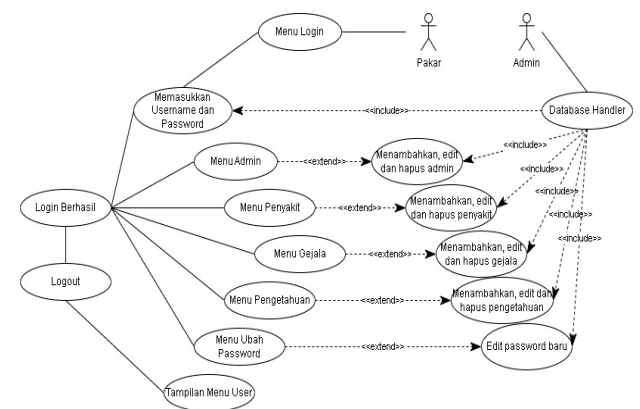 Menu Login
Pakar
Admin
Memasukkan
Username dan
Password
<<include>>
Database Handler
<<include>>
Menu Admin
<<extend>>
Menambahkan, edit
dan hapus admin
<<include>>
Login Berhasil
Menu Penyakit
<<extend>>
Menambahkan, edit
dan hapus penyakit
<<include>>
<<include>>
<<include>>
Menu Gejala
<<extend>>
Menambahkan, edit
dan hapus gejala
Logout
Menu Pengetahuan
<<extend>>
Menambahkan, edit dan
hapus pengetahuan
Menu Ubah
Password
<<extend>>
Edit password baru
Tampilan Menu User